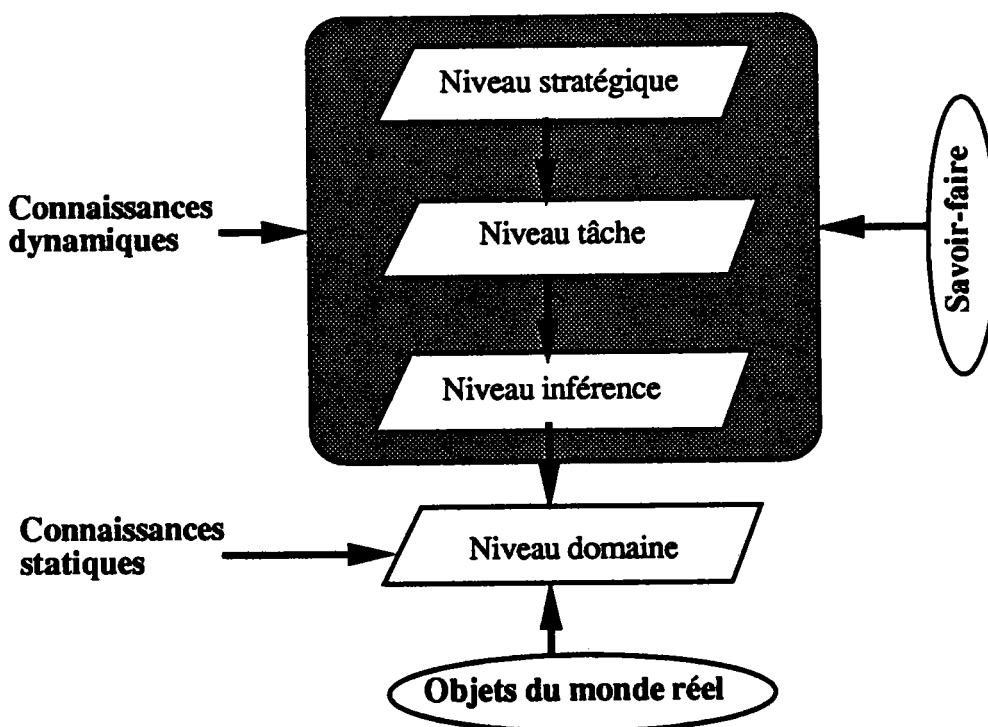 Niveau stratégique
Connaissances
dynamiques
Niveau tâche
Savoir-faire
Niveau inférence
Connaissances
statiques
Niveau domaine
Objets du monde réel